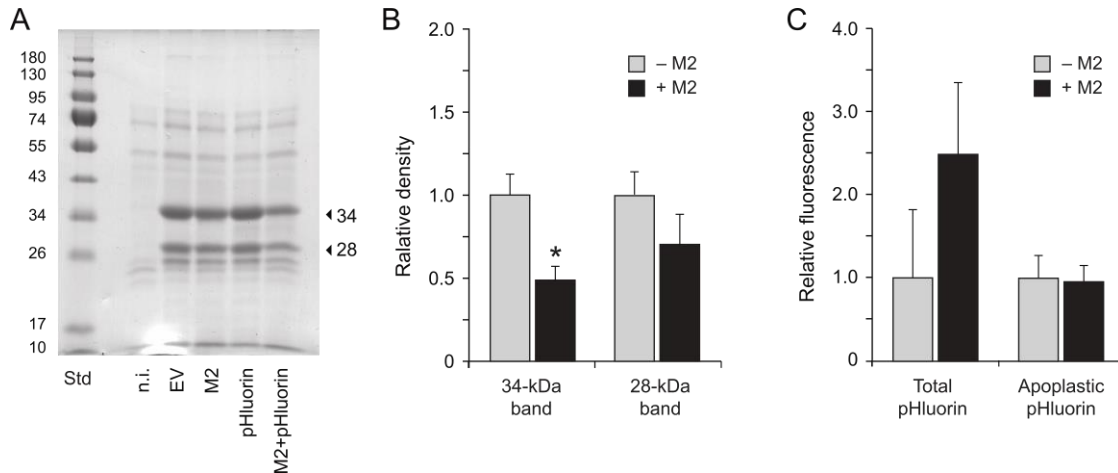 A
180
130
95
74
55
43
34
26
17
10
Std
n.i.
EV
M2
pHluorin
M2+pHluorin
34
28
B
Ralative density
2.0
1.5
1.0
0.5
0
– M2
+ M2
*
34-kDa
band
28-kDa
band
C
Relative fluorescence
4.0
3.0
2.0
1.0
0
– M2
+ M2
Total
pHluorin
Apoplastic
pHluorin